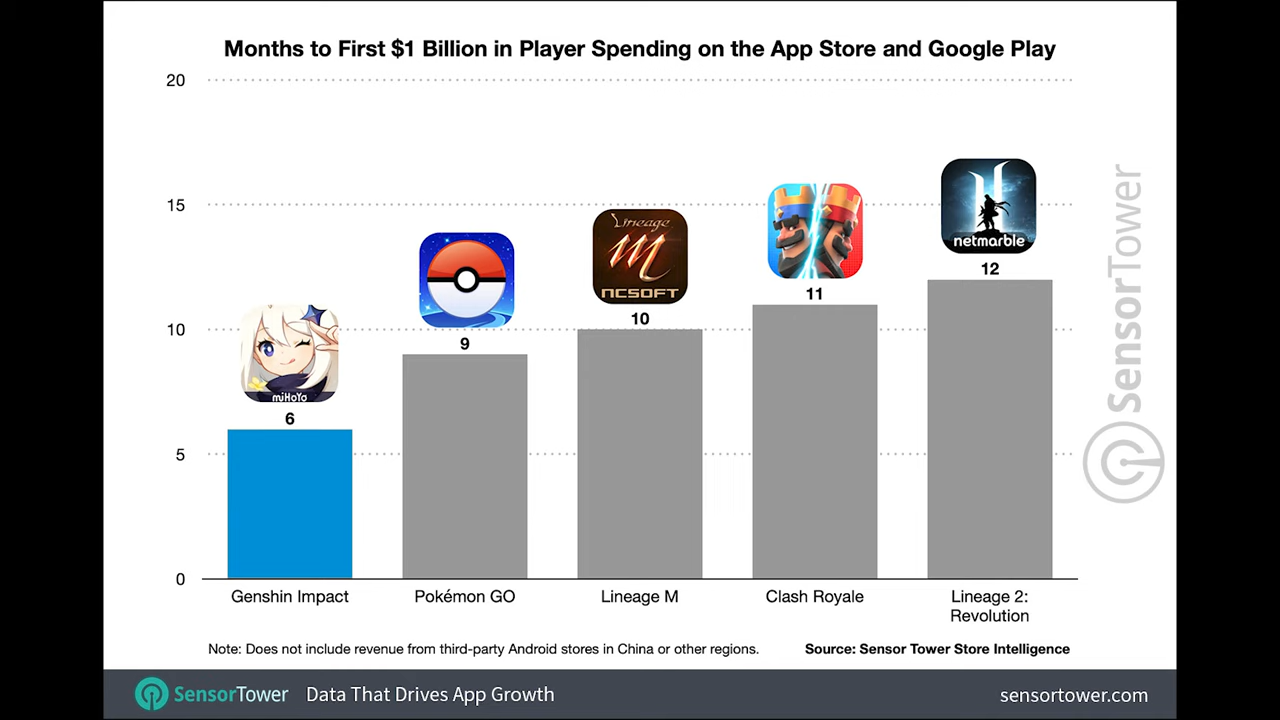 Months to First $1 Billion in Player Spending on the App Store and Google Play
20
15
10
5
0
miHoYo
6
9
Lineage
M
NCSOFT
10
11
netmarble
12
Genshin Impact
Pokémon GO
Lineage M
Clash Royale
Lineage 2:
Revolution
SensorTower
Note: Does not include revenue from third-party Android stores in China or other regions.
Source: Sensor Tower Store Intelligence
SensorTower
Data That Drives App Growth
sensortower.com